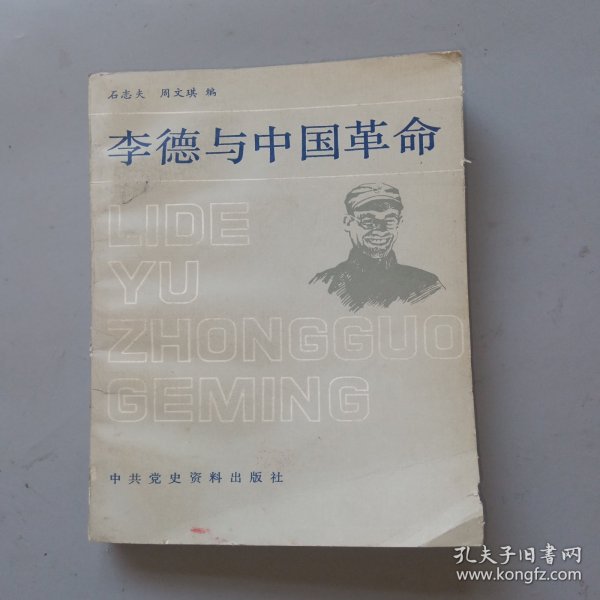 石志夫 周文琪 编
李德与中国革命
LIDE
YU
ZHONGGUO
GEMING
中共党史资料出版社
孔夫子旧书网
www.kongfz.com